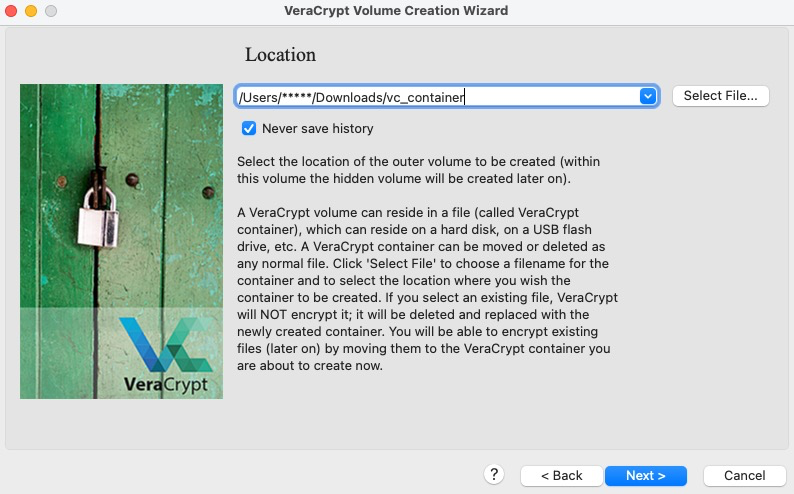 VeraCrypt Volume Creation Wizard
Location
/Users/*****/Downloads/vc_container
Select File...
Never save history
Select the location of the outer volume to be created (within
this volume the hidden volume will be created later on).
A VeraCrypt volume can reside in a file (called VeraCrypt
container), which can reside on a hard disk, on a USB flash
drive, etc. A VeraCrypt container can be moved or deleted as
any normal file. Click 'Select File' to choose a filename for the
container and to select the location where you wish the
container to be created. If you select an existing file, VeraCrypt
will NOT encrypt it; it will be deleted and replaced with the
newly created container. You will be able to encrypt existing
files (later on) by moving them to the VeraCrypt container you
are about to create now.
VeraCrypt
?
< Back
Next >
Cancel